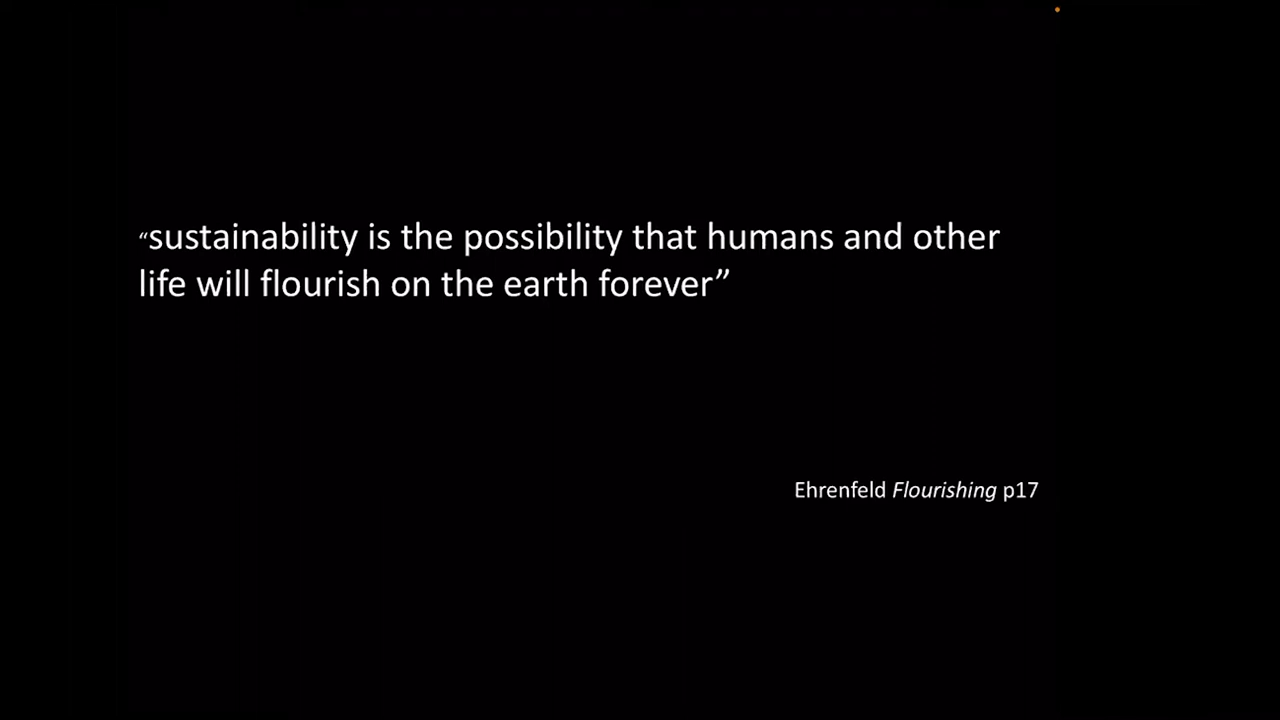 “sustainability is the possibility that humans and other
life will flourish on the earth forever”
Ehrenfeld Flourishing p17